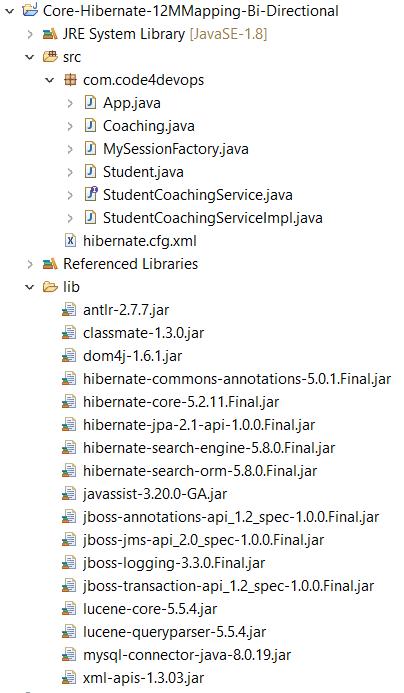 Core-Hibernate-12MMapping-Bi-Directional
JRE System Library [JavaSE-1.8]
src
com.code4devops
App.java
Coaching.java
MySessionFactory.java
Student.java
StudentCoachingService.java
StudentCoachingServiceImpl.java
hibernate.cfg.xml
Referenced Libraries
lib
antlr-2.7.7.jar
classmate-1.3.0.jar
dom4j-1.6.1.jar
hibernate-commons-annotations-5.0.1.Final.jar
hibernate-core-5.2.11.Final.jar
hibernate-jpa-2.1-api-1.0.0.Final.jar
hibernate-search-engine-5.8.0.Final.jar
hibernate-search-orm-5.8.0.Final.jar
javassist-3.20.0-GA.jar
jboss-annotations-api_1.2_spec-1.0.0.Final.jar
jboss-jms-api_2.0_spec-1.0.0.Final.jar
jboss-logging-3.3.0.Final.jar
jboss-transaction-api_1.2_spec-1.0.0.Final.jar
lucene-core-5.5.4.jar
lucene-queryparser-5.5.4.jar
mysql-connector-java-8.0.19.jar
xml-apis-1.3.03.jar